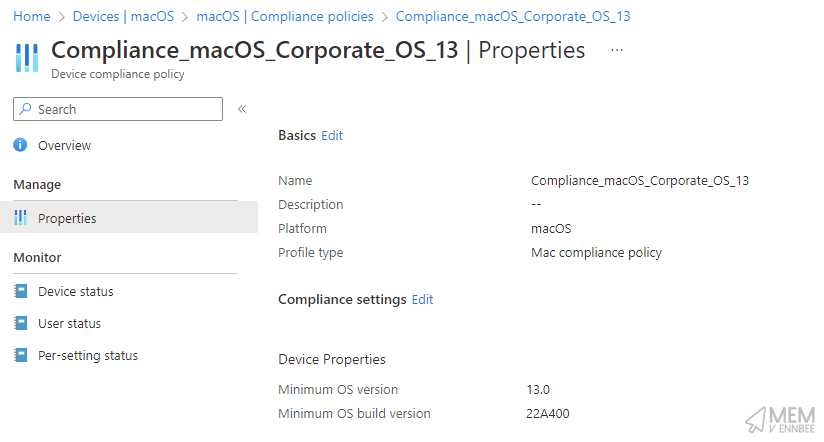 Home > Devices | macOS > macOS | Compliance policies > Compliance_macOS_Corporate_OS_13
Compliance_macOS_Corporate_OS_13 | Properties ...
Device compliance policy
Search «
Overview
Manage
Properties
Monitor
Device status
User status
Per-setting status
Basics Edit
Name Compliance_macOS_Corporate_OS_13
Description --
Platform macOS
Profile type Mac compliance policy
Compliance settings Edit
Device Properties
Minimum OS version 13.0
Minimum OS build version 22A400
MEM
V ENNBEE